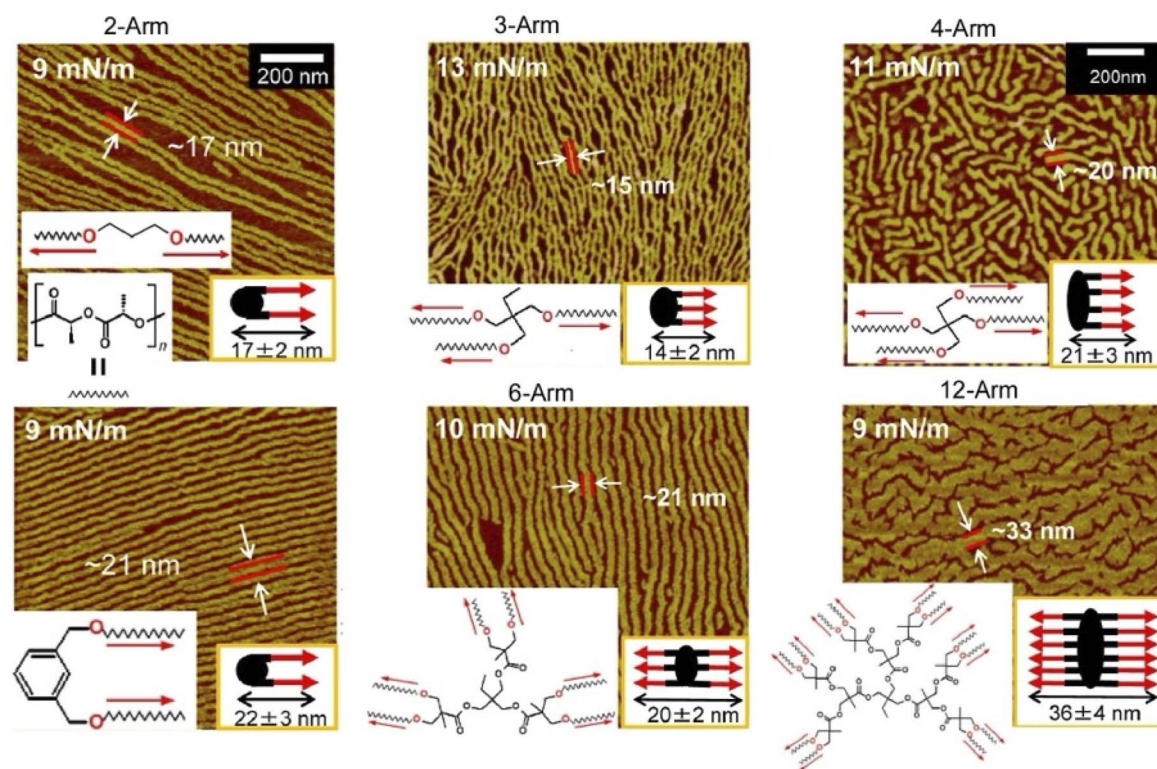 2-Arm
3-Arm
4-Arm
9 mN/m
200 nm
~17 nm
O O
O
O
O
O
n
17±2 nm
II
13 mN/m
~15 nm
O
O
O
14±2 nm
11 mN/m
200nm
~20 nm
O
O
O
O
21±3 nm
6-Arm
12-Arm
9 mN/m
~21 nm
O
O
22±3 nm
10 mN/m
~21 nm
20±2 nm
9 mN/m
~33 nm
36±4 nm